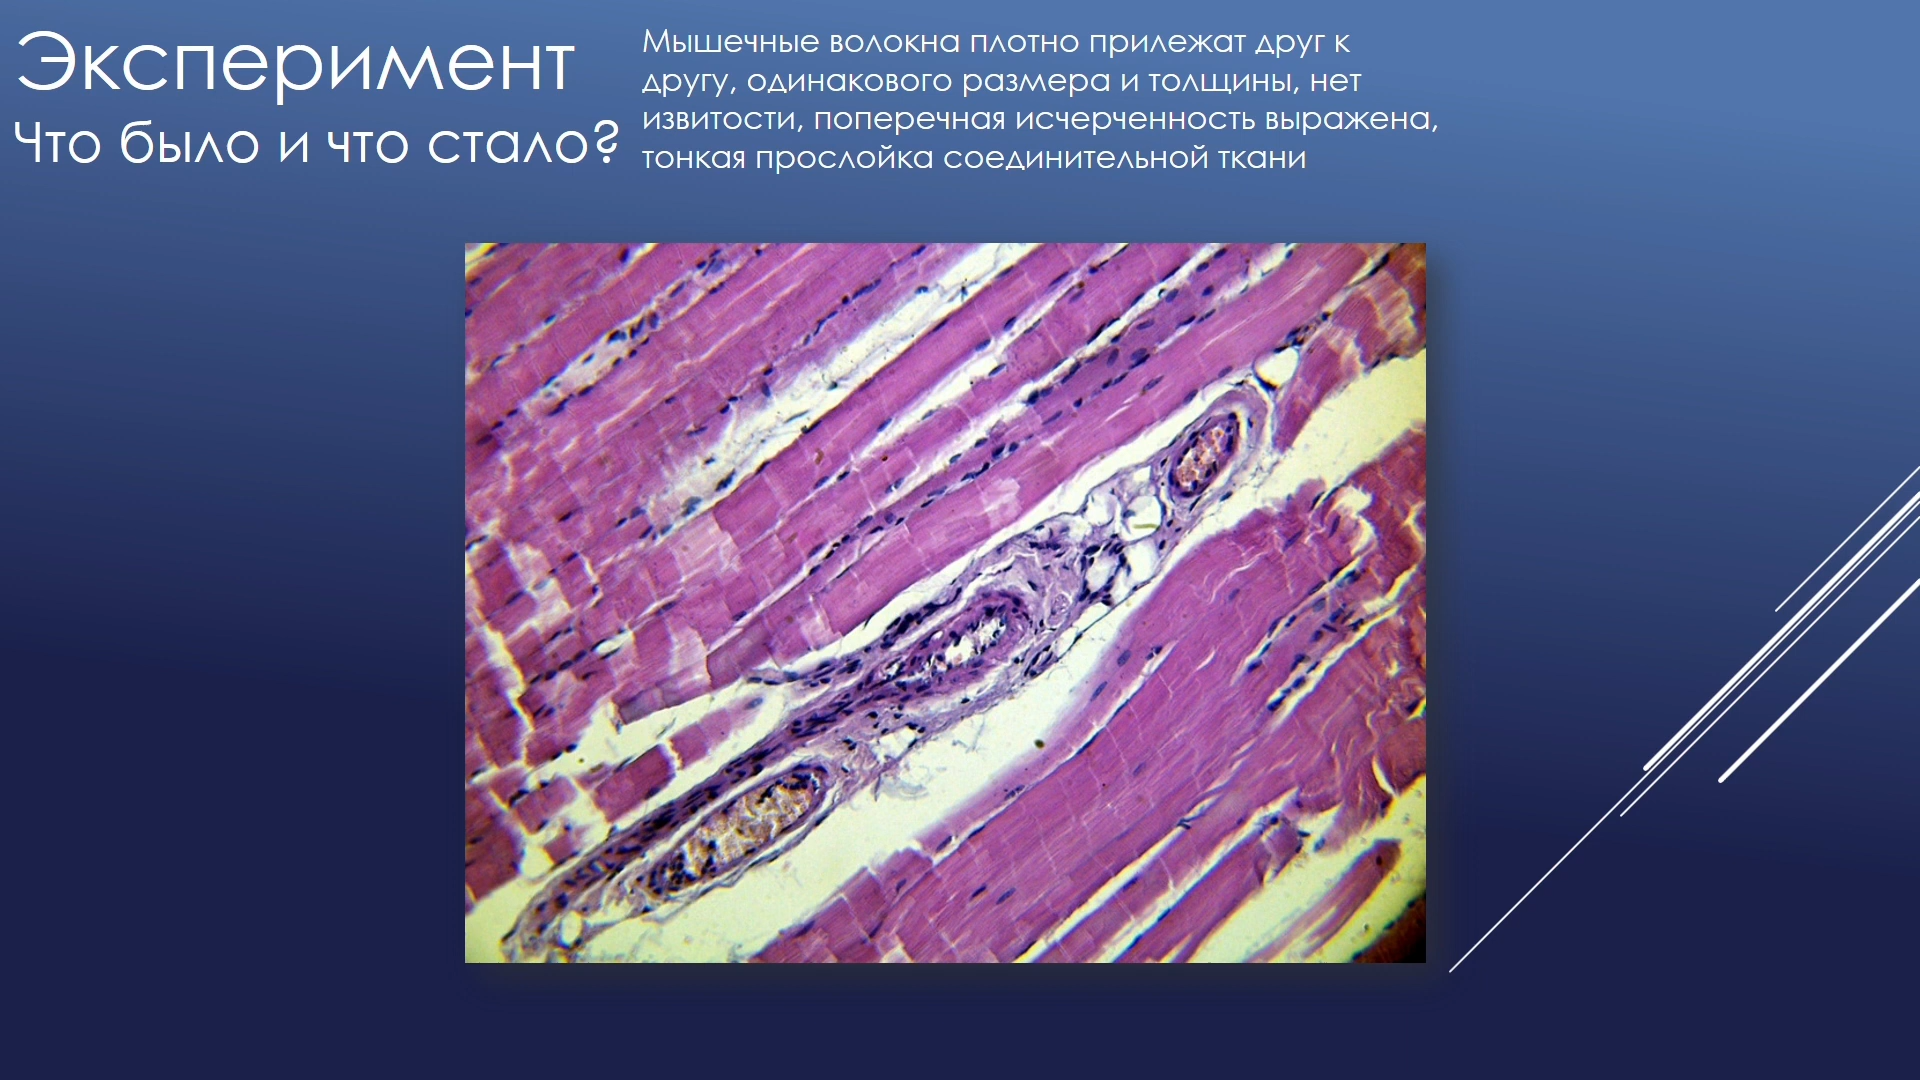 Эксперимент
Что было и что стало?
Мышечные волокна плотно прилежат друг к
другу, одинакового размера и толщины, нет
извитости, поперечная исчерченность выражена,
тонкая прослойка соединительной ткани